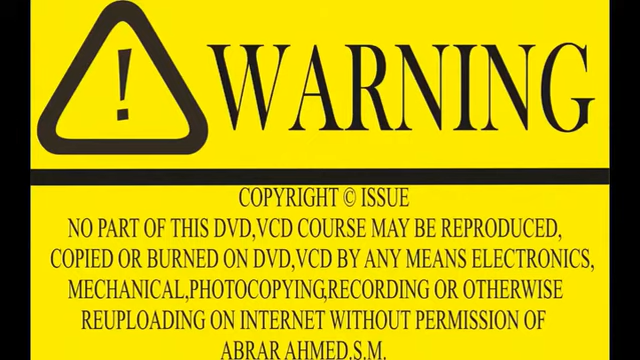 ! WARNING
COPYRIGHT © ISSUE
NO PART OF THIS DVD,VCD COURSE MAY BE REPRODUCED,
COPIED OR BURNED ON DVD,VCD BY ANY MEANS ELECTRONICS,
MECHANICAL,PHOTOCOPYING,RECORDING OR OTHERWISE
REUPLOADING ON INTERNET WITHOUT PERMISSION OF
ABRAR AHMED,S.M.